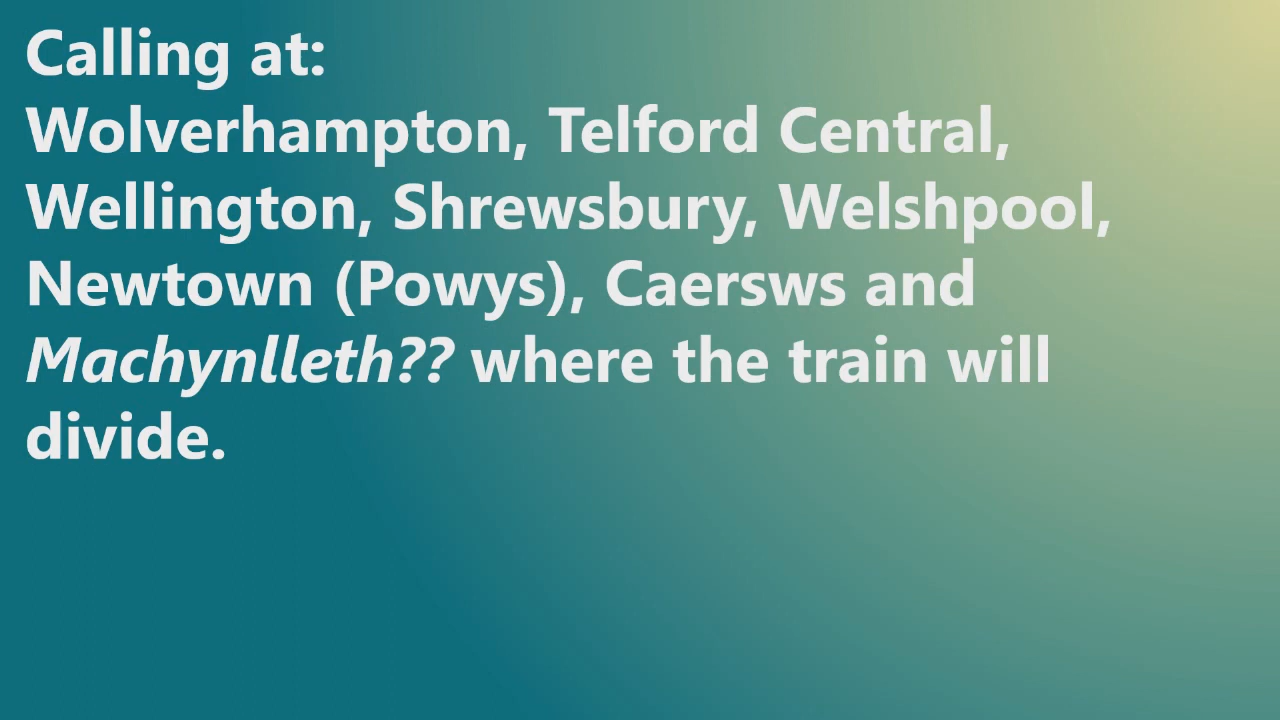 Calling at:
Wolverhampton, Telford Central,
Wellington, Shrewsbury, Welshpool,
Newtown (Powys), Caersws and
Machynlleth?? where the train will
divide.